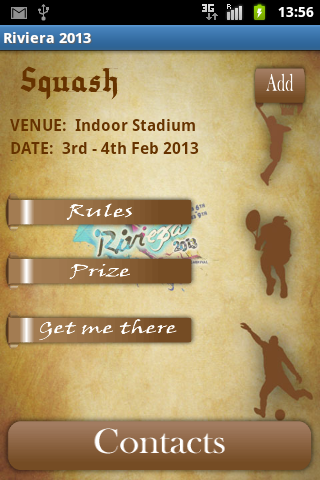 3G R 13:56
Riviera 2013
Squash
Add
VENUE: Indoor Stadium
DATE: 3rd - 4th Feb 2013
Rules
Riviera
2013
Prize
Get me there
Contacts